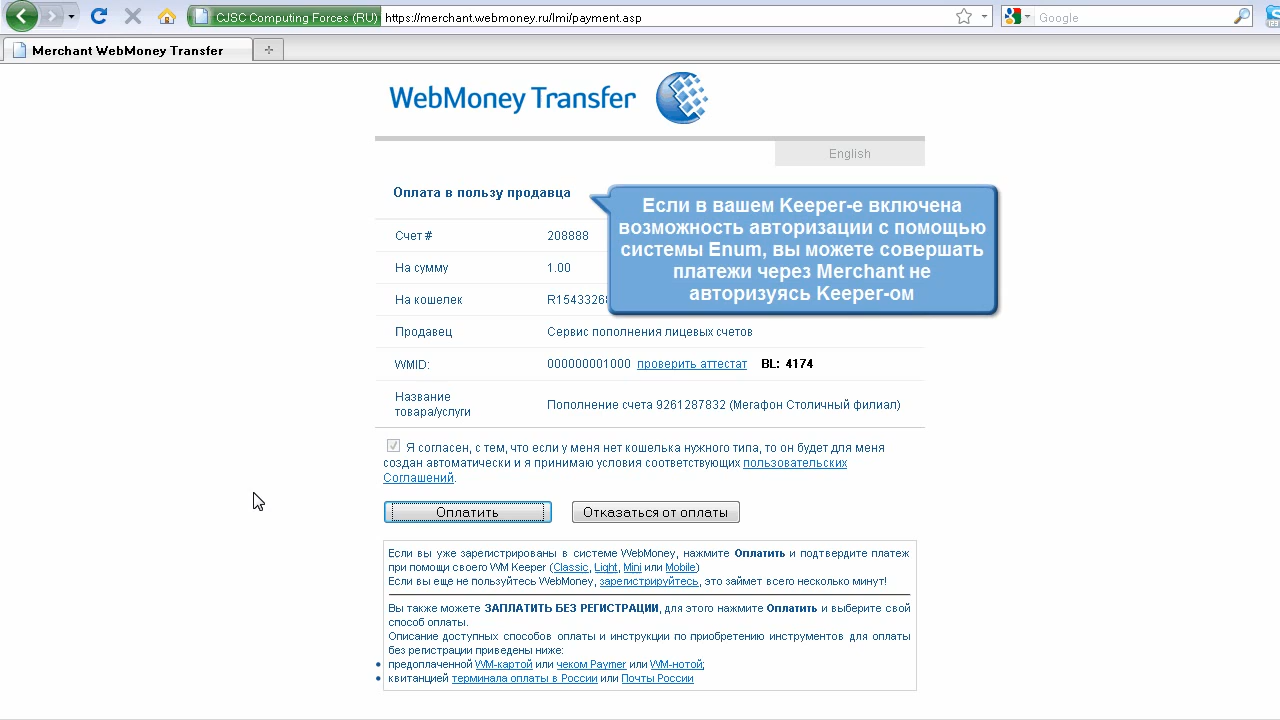 CJSC Computing Forces (RU) https://merchant.webmoney.ru/lmi/payment.asp
Google
Merchant WebMoney Transfer
WebMoney Transfer
English
Оплата в пользу продавца
Если в вашем Keeper-е включена
возможность авторизации с помощью
системы Enum, вы можете совершать
платежи через Merchant не
авторизуясь Keeper-ом
Счет # 208888
На сумму 1.00
На кошелек R1543326
Продавец Сервис пополнения лицевых счетов
WMID: 000000001000 проверить аттестат BL: 4174
Название
товара/услуги Пополнение счета 9261287832 (Мегафон Столичный филиал)
Я согласен, с тем, что если у меня нет кошелька нужного типа, то он будет для меня
создан автоматически и я принимаю условия соответствующих пользовательских
Соглашений.
Оплатить Отказаться от оплаты
Если вы уже зарегистрированы в системе WebMoney, нажмите Оплатить и подтвердите платеж
при помощи своего WM Keeper (Classic, Light, Mini или Mobile)
Если вы еще не пользуйтесь WebMoney, зарегистрируйтесь, это займет всего несколько минут!
Вы также можете ЗАПЛАТИТЬ БЕЗ РЕГИСТРАЦИИ, для этого нажмите Оплатить и выберите свой
способ оплаты.
Описание доступных способов оплаты и инструкции по приобретению инструментов для оплаты
без регистрации приведены ниже:
• предоплаченной WM-картой или чеком Paymer или WM-нотой;
• квитанцией терминала оплаты в России или Почты России